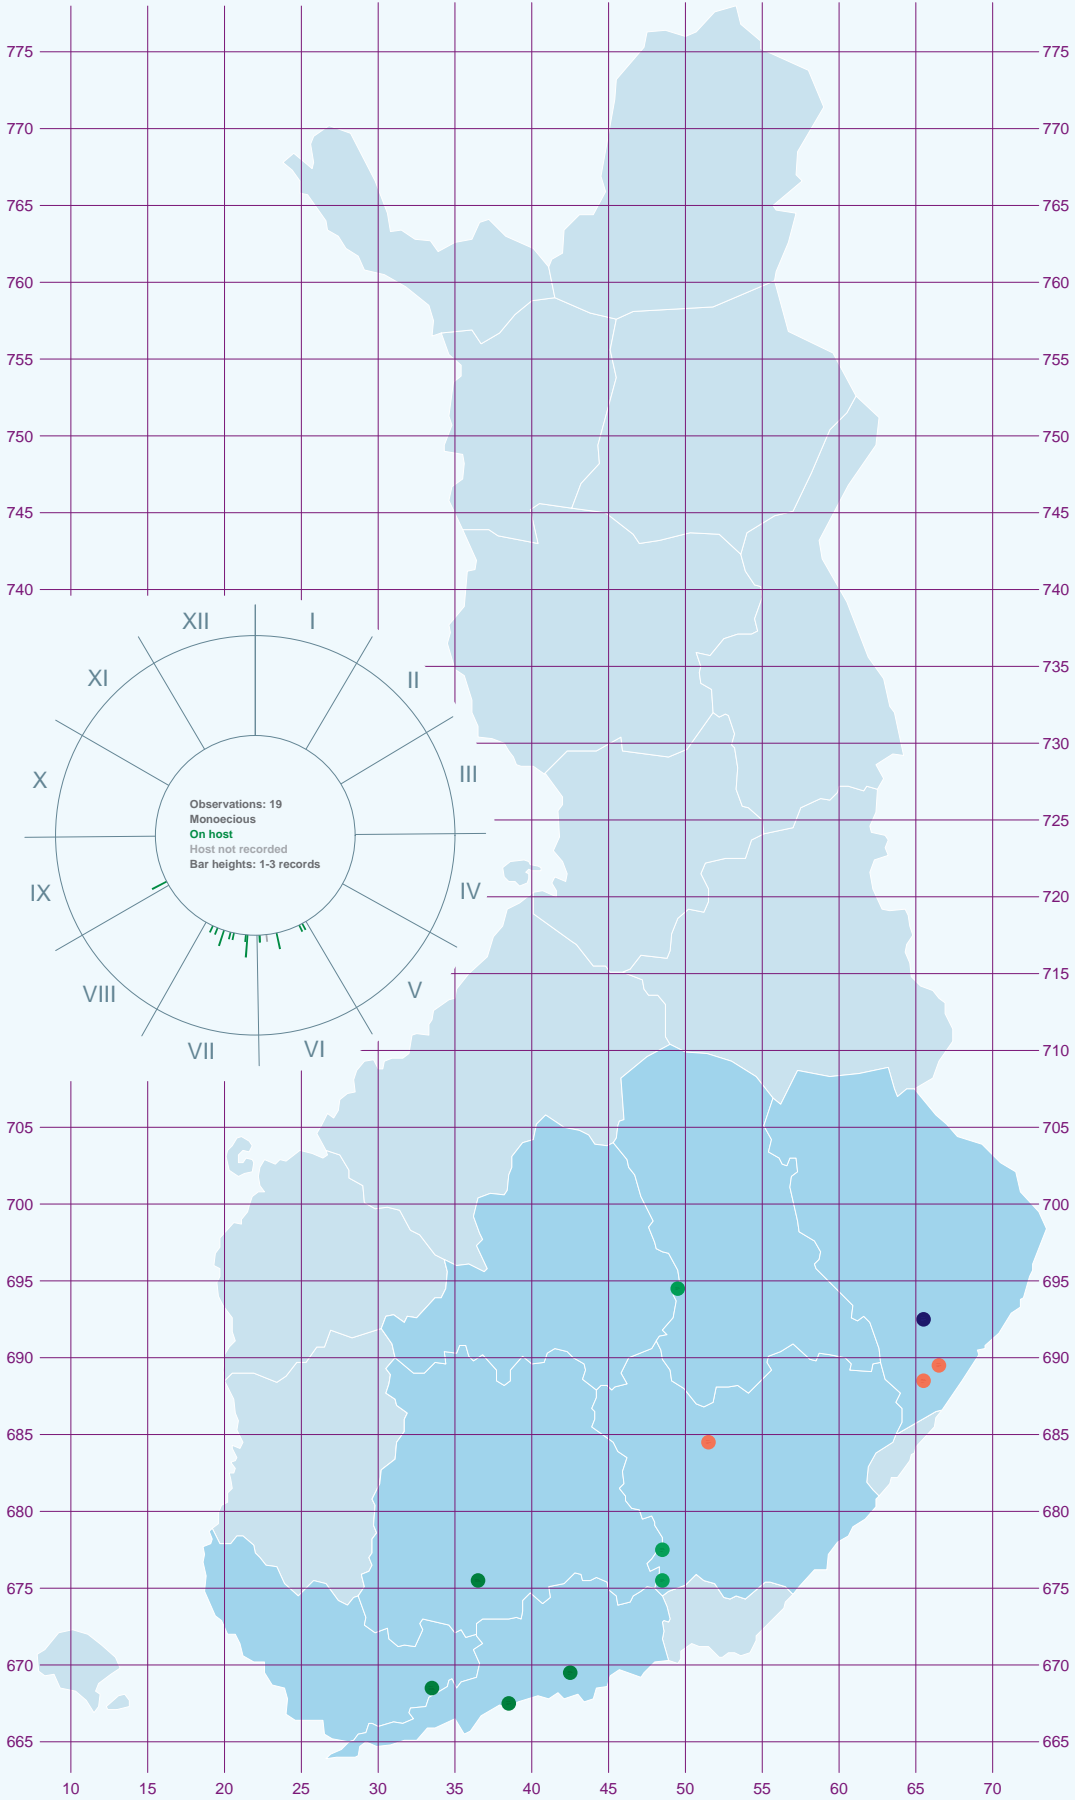 775 775
770 770
765 765
760 760
755 755
750 750
745 745
740 740
XII I
735
XI II
730
X III
Observations: 19
Monoecious
725
On host
Host not recorded
Bar heights: 1-3 records
IX IV
720
715
VIII V
VII VI
710
705 705
700 700
695 695
690 690
685 685
680 680
675 675
670 670
665 665
10 15 20 25 30 35 40 45 50 55 60 65 70